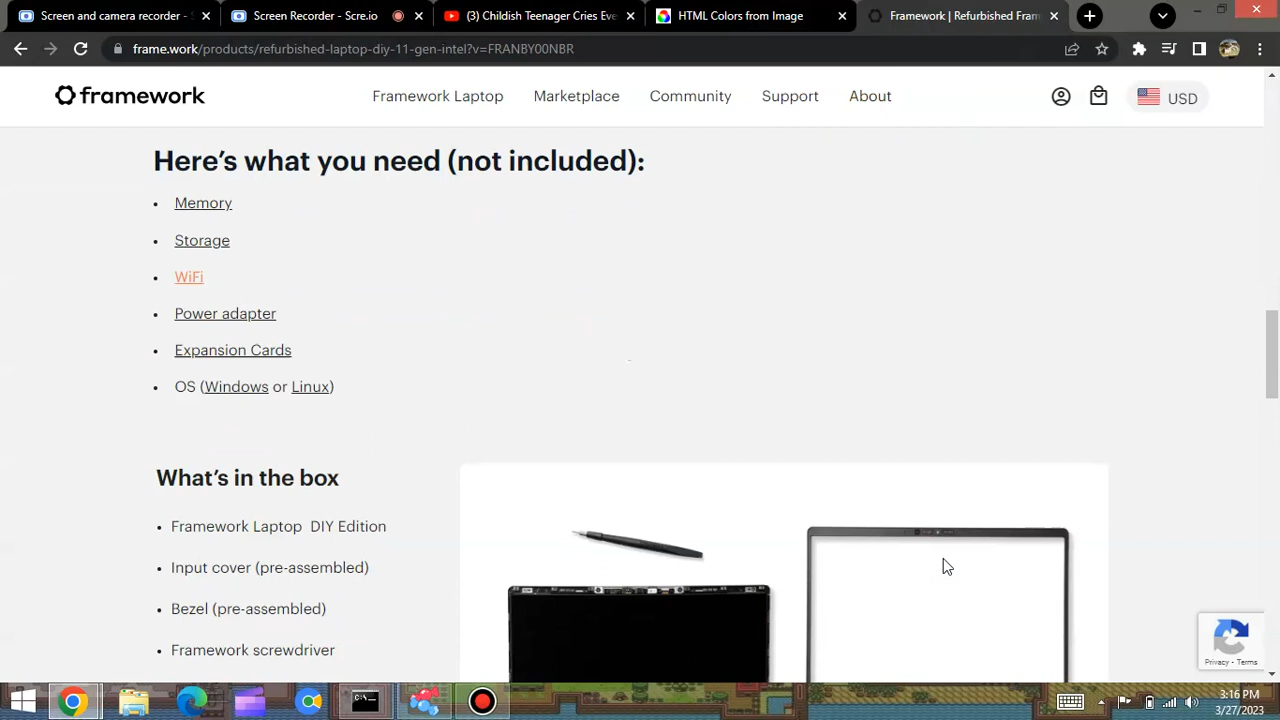 Screen and camera recorder -
Screen Recorder - Scre.io
(3) Childish Teenager Cries Eve
HTML Colors from Image
Framework | Refurbished Fram
frame.work/products/refurbished-laptop-diy-11-gen-intel?v=FRANBY00NBR
framework
Framework Laptop
Marketplace
Community
Support
About
USD
Here's what you need (not included):
• Memory
• Storage
• WiFi
• Power adapter
• Expansion Cards
• OS (Windows or Linux)
What's in the box
• Framework Laptop DIY Edition
• Input cover (pre-assembled)
• Bezel (pre-assembled)
• Framework screwdriver
Privacy - Terms
3:16 PM
3/27/2023